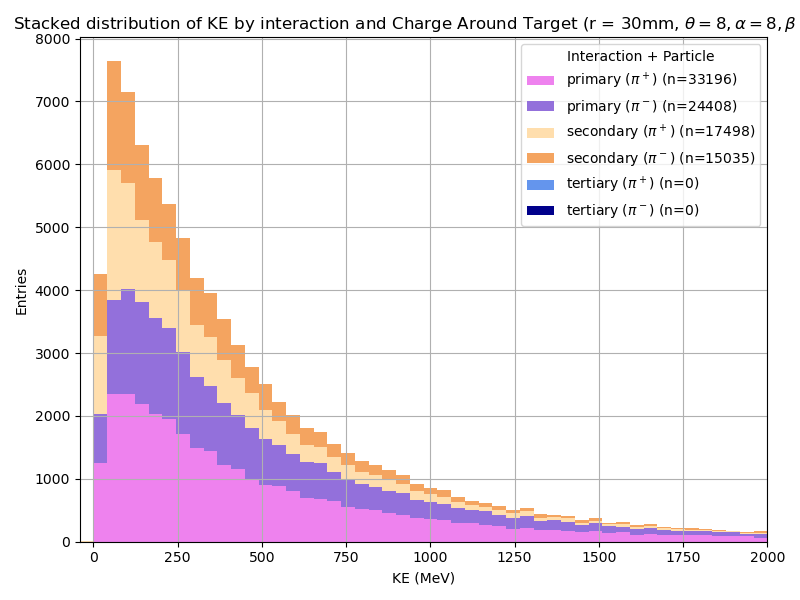 Stacked distribution of KE by interaction and Charge Around Target (r = 30mm, θ = 8, α = 8, β
Interaction + Particle
primary (π⁺) (n=33196)
primary (π⁻) (n=24408)
secondary (π⁺) (n=17498)
secondary (π⁻) (n=15035)
tertiary (π⁺) (n=0)
tertiary (π⁻) (n=0)
Entries
8000
7000
6000
5000
4000
3000
2000
1000
0
0 250 500 750 1000 1250 1500 1750 2000
KE (MeV)